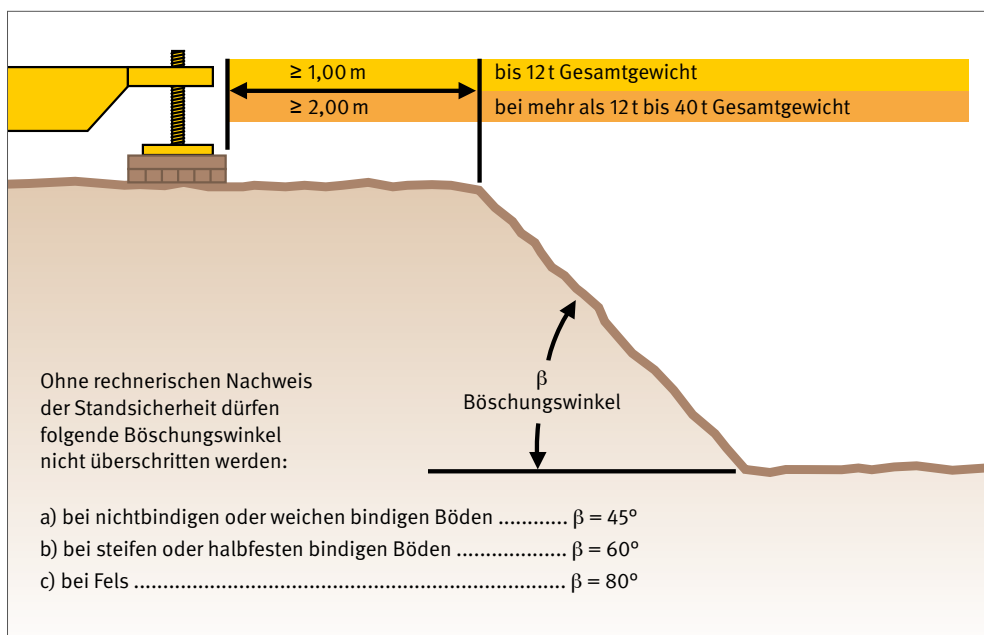 ≥ 1,00 m bis 12 t Gesamtgewicht
≥ 2,00 m bei mehr als 12 t bis 40 t Gesamtgewicht
β
Böschungswinkel
Ohne rechnerischen Nachweis
der Standsicherheit dürfen
folgende Böschungswinkel
nicht überschritten werden:
a) bei nichtbindigen oder weichen bindigen Böden ............ β = 45°
b) bei steifen oder halbfesten bindigen Böden ................... β = 60°
c) bei Fels .......................................................................... β = 80°